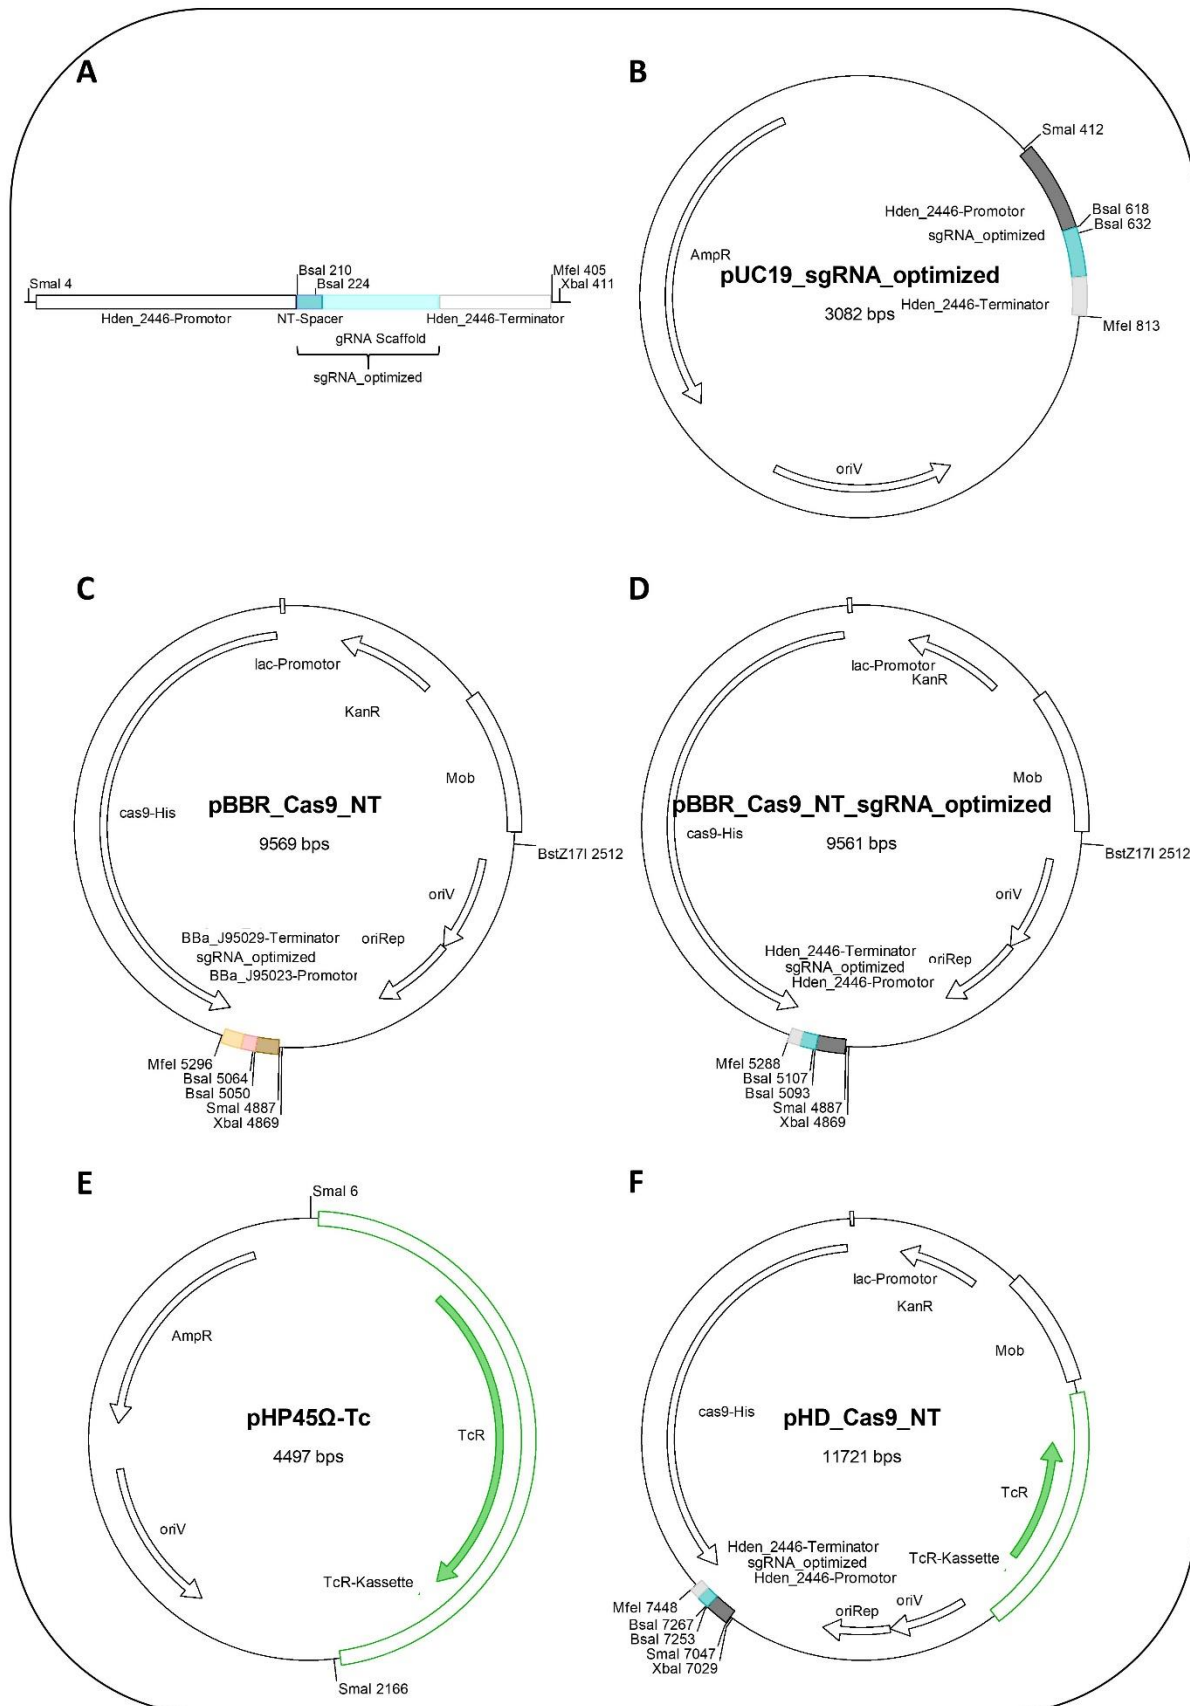 A
BsaI 210
MfeI 405
SmaI 4
BsaI 224
XbaI 411
Hden_2446-Promotor
NT-Spacer
Hden_2446-Terminator
gRNA Scaffold
sgRNA_optimized
B
SmaI 412
BsaI 618
Hden_2446-Promotor
BsaI 632
sgRNA_optimized
AmpR
pUC19_sgRNA_optimized
Hden_2446-Terminator
3082 bps
MfeI 813
oriV
C
lac-Promotor
KanR
Mob
pBBR_Cas9_NT
cas9-His
9569 bps
BstZ17I 2512
oriV
BBa_J95029-Terminator
oriRep
sgRNA_optimized
BBa_J95023-Promotor
MfeI 5296
BsaI 5064
BsaI 5050
SmaI 4887
XbaI 4869
D
lac-Promotor
KanR
Mob
pBBR_Cas9_NT_sgRNA_optimized
cas9-His
9561 bps
BstZ17I 2512
oriV
Hden_2446-Terminator
oriRep
sgRNA_optimized
Hden_2446-Promotor
MfeI 5288
BsaI 5107
BsaI 5093
SmaI 4887
XbaI 4869
E
SmaI 6
AmpR
pHP45Ω-Tc
TcR
4497 bps
oriV
TcR-Kassette
SmaI 2166
F
lac-Promotor
KanR
Mob
cas9-His
pHD_Cas9_NT
11721 bps
TcR
Hden_2446-Terminator
TcR-Kassette
sgRNA_optimized
Hden_2446-Promotor
oriV
oriRep
MfeI 7448
BsaI 7267
BsaI 7253
SmaI 7047
XbaI 7029